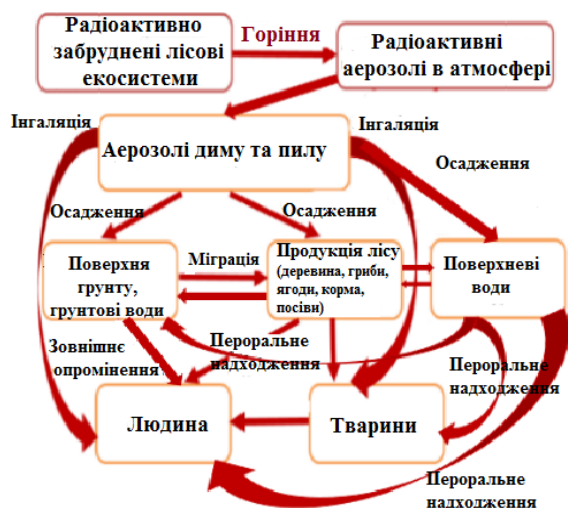 Радіоактивно
забруднені лісові
екосистеми
Горіння
Радіоактивні
аерозолі в атмосфері
Інгаляція
Аерозолі диму та пилу
Інгаляція
Осадження
Осадження
Осадження
Поверхня
грунту,
грунтові води
Міграція
Продукція лісу
(деревина, гриби,
ягоди, корма,
посіви)
Поверхневі
води
Зовнішнє
опромінення
Пероральне
надходження
Пероральне
надходження
Людина
Тварини
Пероральне
надходження